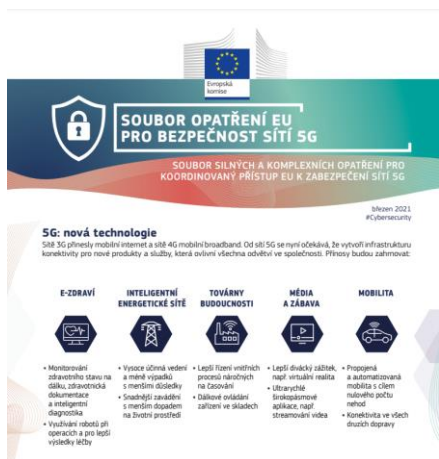 Evropská
komise
SOUBOR OPATŘENÍ EU
PRO BEZPEČNOST SÍTÍ 5G
SOUBOR SILNÝCH A KOMPLEXNÍCH OPATŘENÍ PRO
KOORDINOVANÝ PŘÍSTUP EU K ZABEZPEČENÍ SÍTÍ 5G
březen 2021
#Cybersecurity
5G: nová technologie
Sítě 3G přinesly mobilní internet a sítě 4G mobilní broadband. Od sítí 5G se nyní očekává, že vytvoří infrastrukturu
konektivity pro nové produkty a služby, která ovlivní všechna odvětví ve společnosti. Přínosy budou zahrnovat:
E-ZDRAVÍ
• Monitorování
zdravotního stavu na
dálku, zdravotnická
dokumentace
a inteligentní
diagnostika
• Využívání robotů při
operacích a pro lepší
výsledky léčby
INTELIGENTNÍ
ENERGETICKÉ SÍTĚ
• Vysoce účinná vedení
a méně výpadků
s menšími důsledky
• Snadnější zavádění
s menším dopadem
na životní prostředí
TOVÁRNY
BUDOUCNOSTI
• Lepší řízení vnitřních
procesů náročných
na časování
• Dálkové ovládání
zařízení ve skladech
MÉDIA
A ZÁBAVA
• Lepší divácký zážitek,
např. virtuální realita
• Ultrarychlé
širokopásmové
aplikace, např.
streamování videa
MOBILITA
• Propojená
a automatizovaná
mobilita s cílem
nulového počtu
nehod
• Konektivita ve všech
druzích dopravy